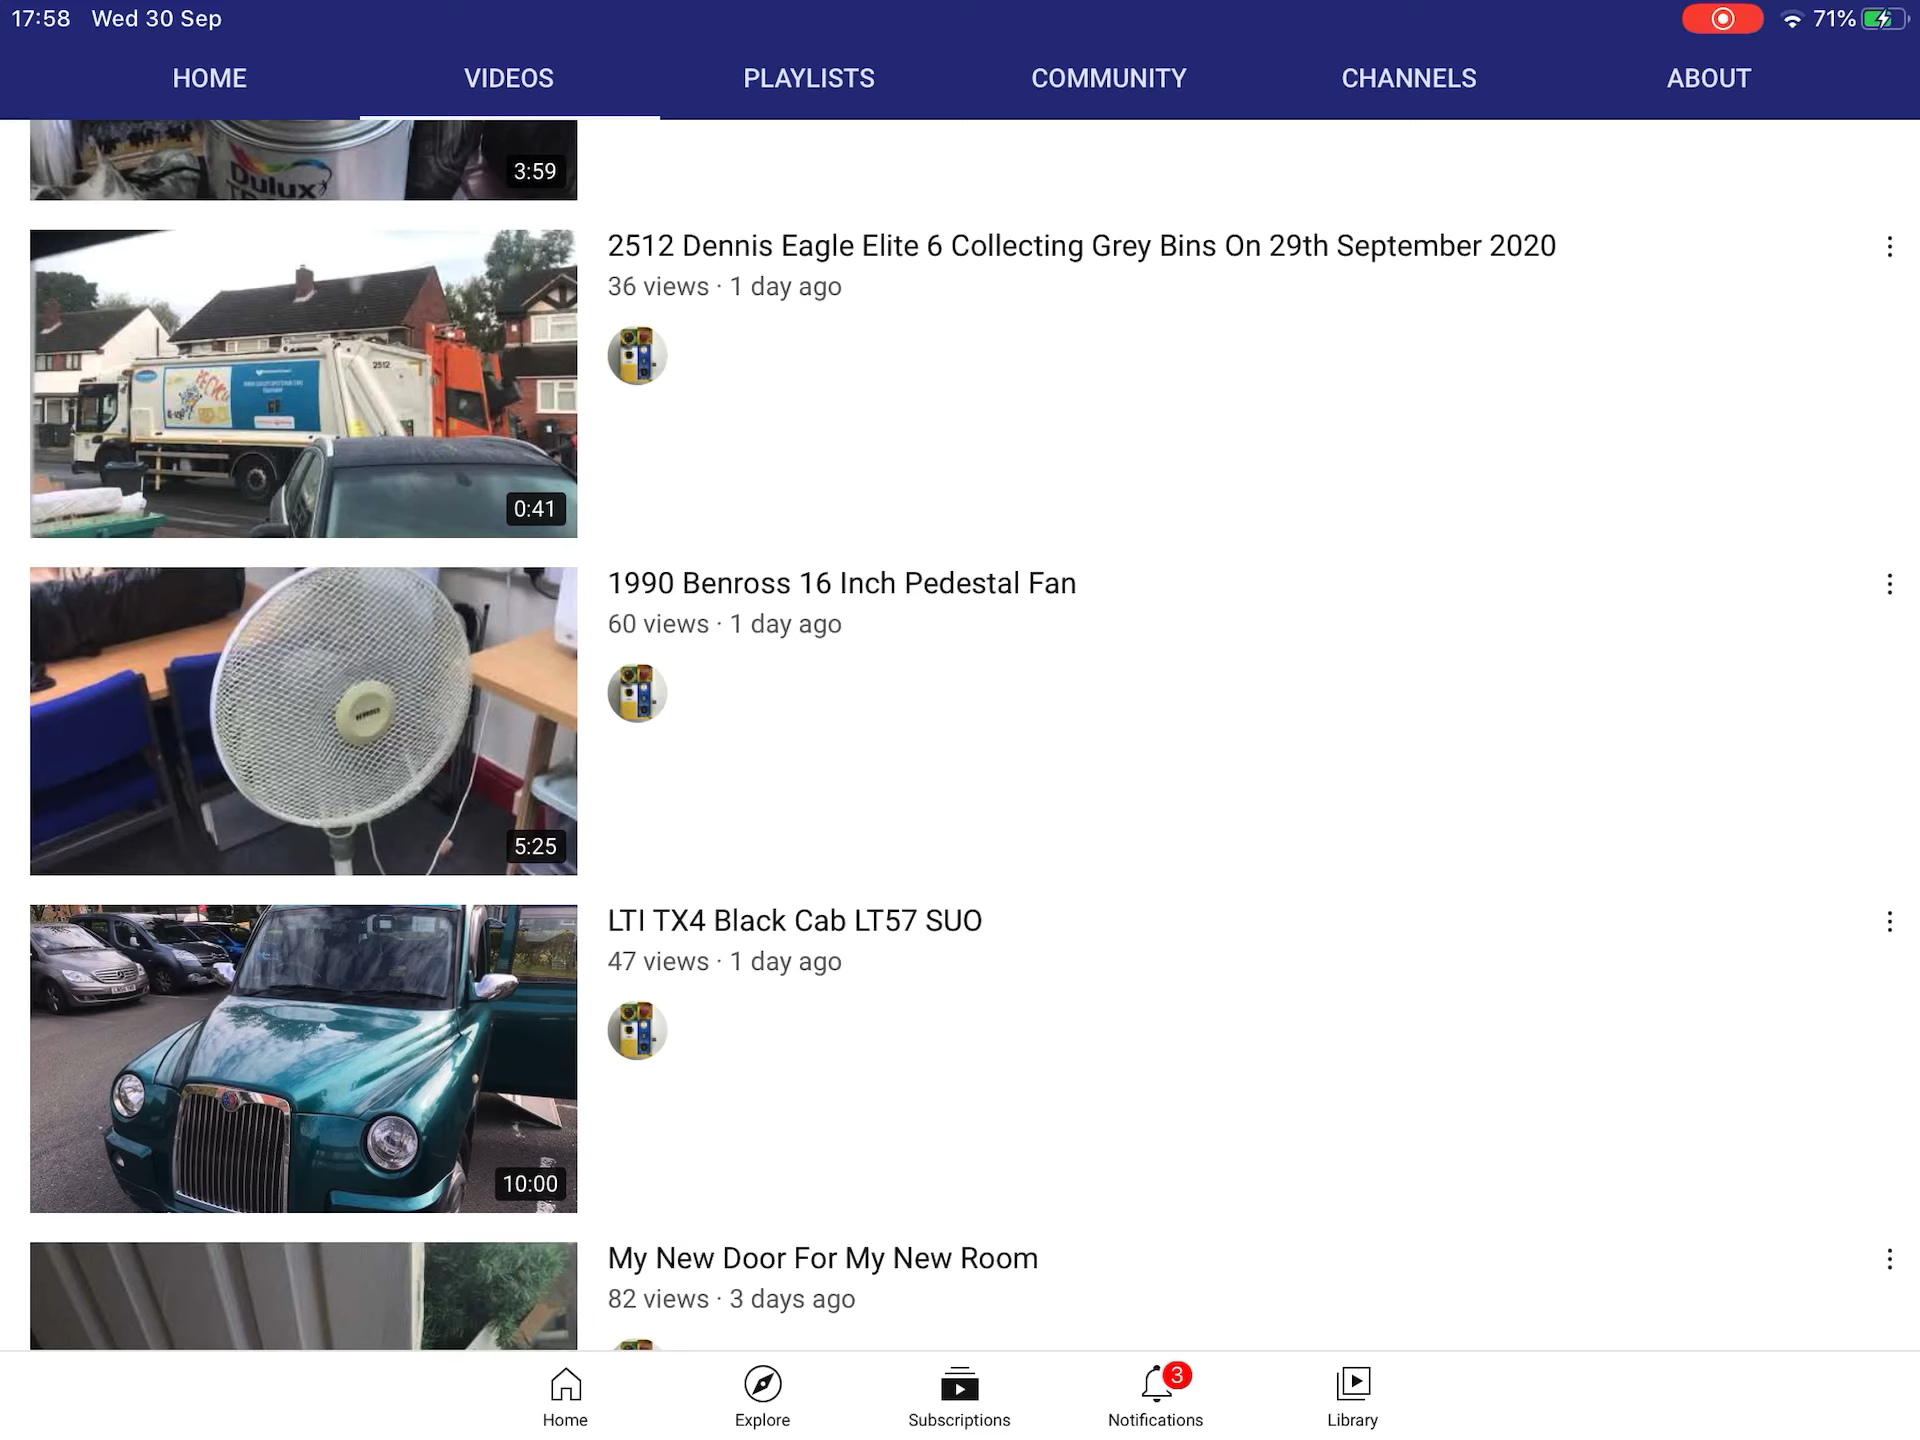 17:58 Wed 30 Sep
71%
HOME VIDEOS PLAYLISTS COMMUNITY CHANNELS ABOUT
Dulux
3:59
2512 Dennis Eagle Elite 6 Collecting Grey Bins On 29th September 2020
36 views · 1 day ago
2512
0:41
1990 Benross 16 Inch Pedestal Fan
60 views · 1 day ago
BENROSS
5:25
LTI TX4 Black Cab LT57 SUO
47 views · 1 day ago
10:00
My New Door For My New Room
82 views · 3 days ago
3
Home Explore Subscriptions Notifications Library